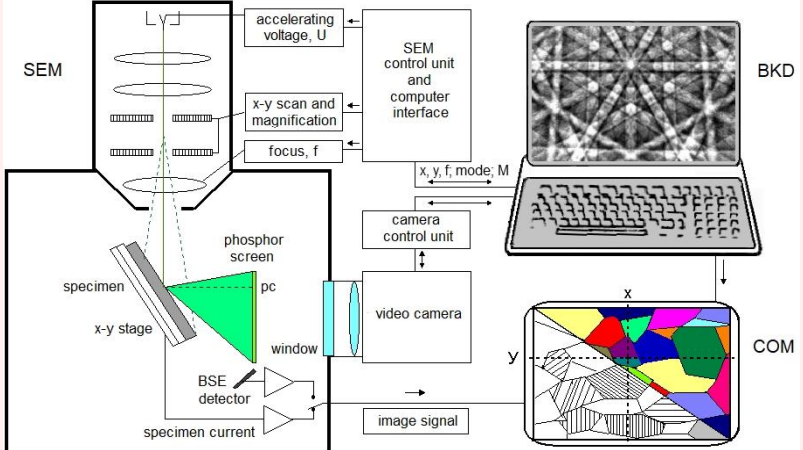 SEM
accelerating
voltage, U
SEM
control unit
and
computer
interface
BKD
x-y scan and
magnification
focus, f
x, y, f; mode; M
camera
control unit
phosphor
screen
specimen
pc
x-y stage
window
video camera
x
y
COM
BSE
detector
specimen current
image signal